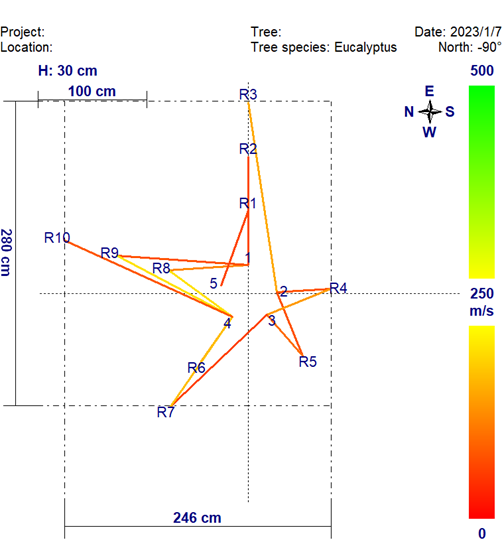 Project:
Tree:
Date: 2023/1/7
Location:
Tree species: Eucalyptus
North: -90°
H: 30 cm
500
100 cm
E
R3
N
S
W
R2
R1
R10
R9
1
280 cm
R8
5
2
R4
250
m/s
4
3
R5
R6
R7
246 cm
0